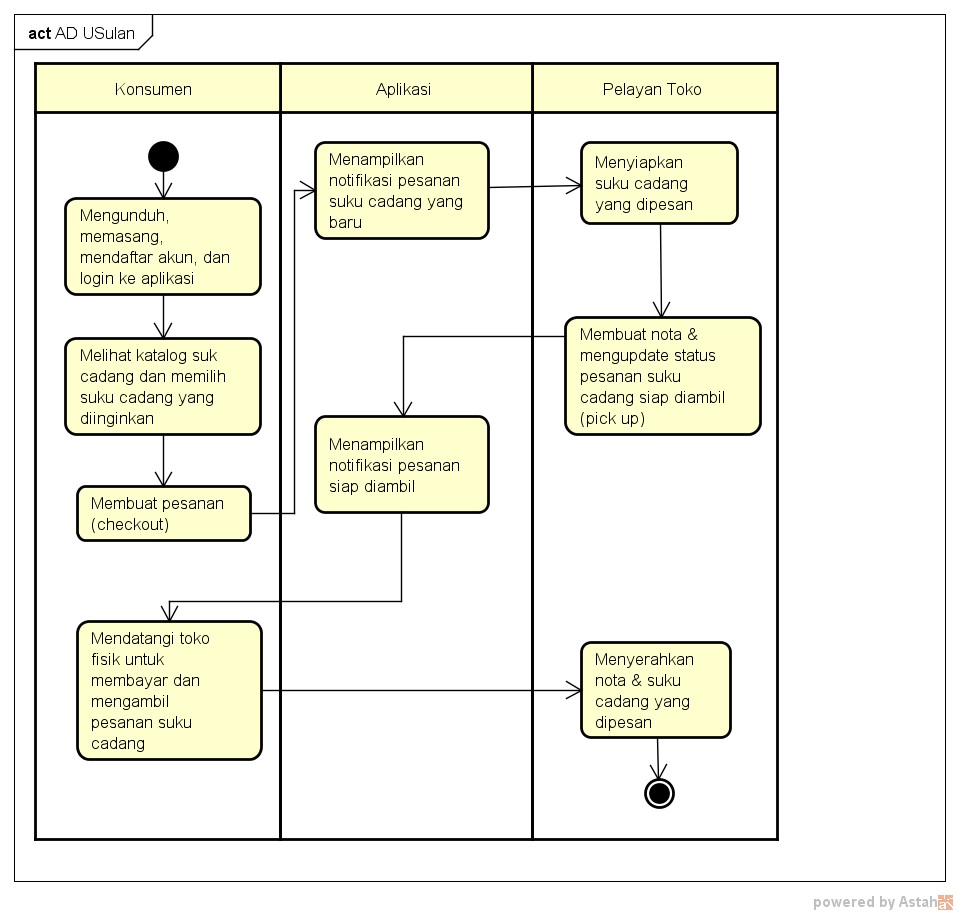 act AD USulan
Konsumen
Aplikasi
Pelayan Toko
Mengunduh,
memasang,
mendaftar akun, dan
login ke aplikasi
Melihat katalog suk
cadang dan memilih
suku cadang yang
diinginkan
Membuat pesanan
(checkout)
Menampilkan
notifikasi pesanan
suku cadang yang
baru
Menyiapkan
suku cadang
yang dipesan
Membuat nota &
mengupdate status
pesanan suku
cadang siap diambil
(pick up)
Menampilkan
notifikasi pesanan
siap diambil
Mendatangi toko
fisik untuk
membayar dan
mengambil
pesanan suku
cadang
Menyerahkan
nota & suku
cadang yang
dipesan
powered by Astah